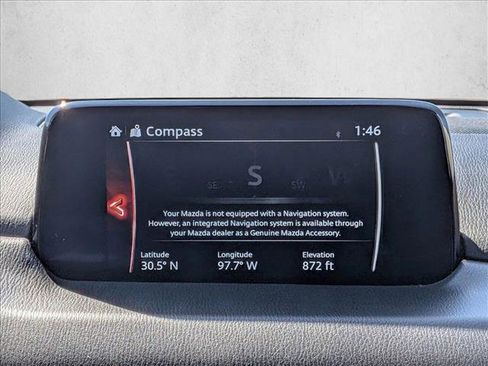 Compass
1:46
S
SW
W
Your Mazda is not equipped with a Navigation system.
However, an integrated Navigation system is available through
your Mazda dealer as a Genuine Mazda Accessory.
Latitude Longitude Elevation
30.5° N 97.7° W 872 ft